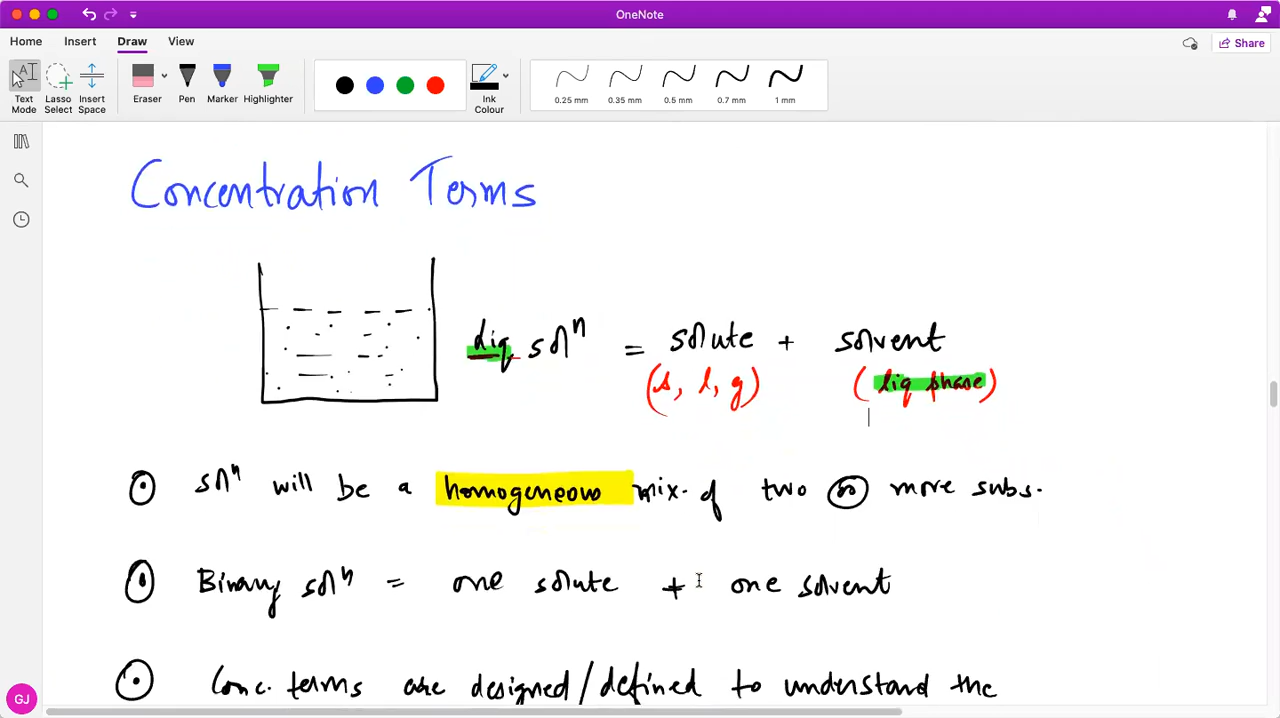 OneNote
Home Insert Draw View
Share
Text Mode
Lasso Select
Insert Space
Eraser
Pen
Marker
Highlighter
Ink Colour
0.25 mm 0.35 mm 0.5 mm 0.7 mm 1 mm
Concentration Terms
liq solⁿ = solute + solvent
(s, l, g) (liq phase)
⊙ solⁿ will be a homogeneous mix. of two or more subs.
⊙ Binary solⁿ = one solute + one solvent
⊙ Conc. terms are designed/defined to understand the
GJ